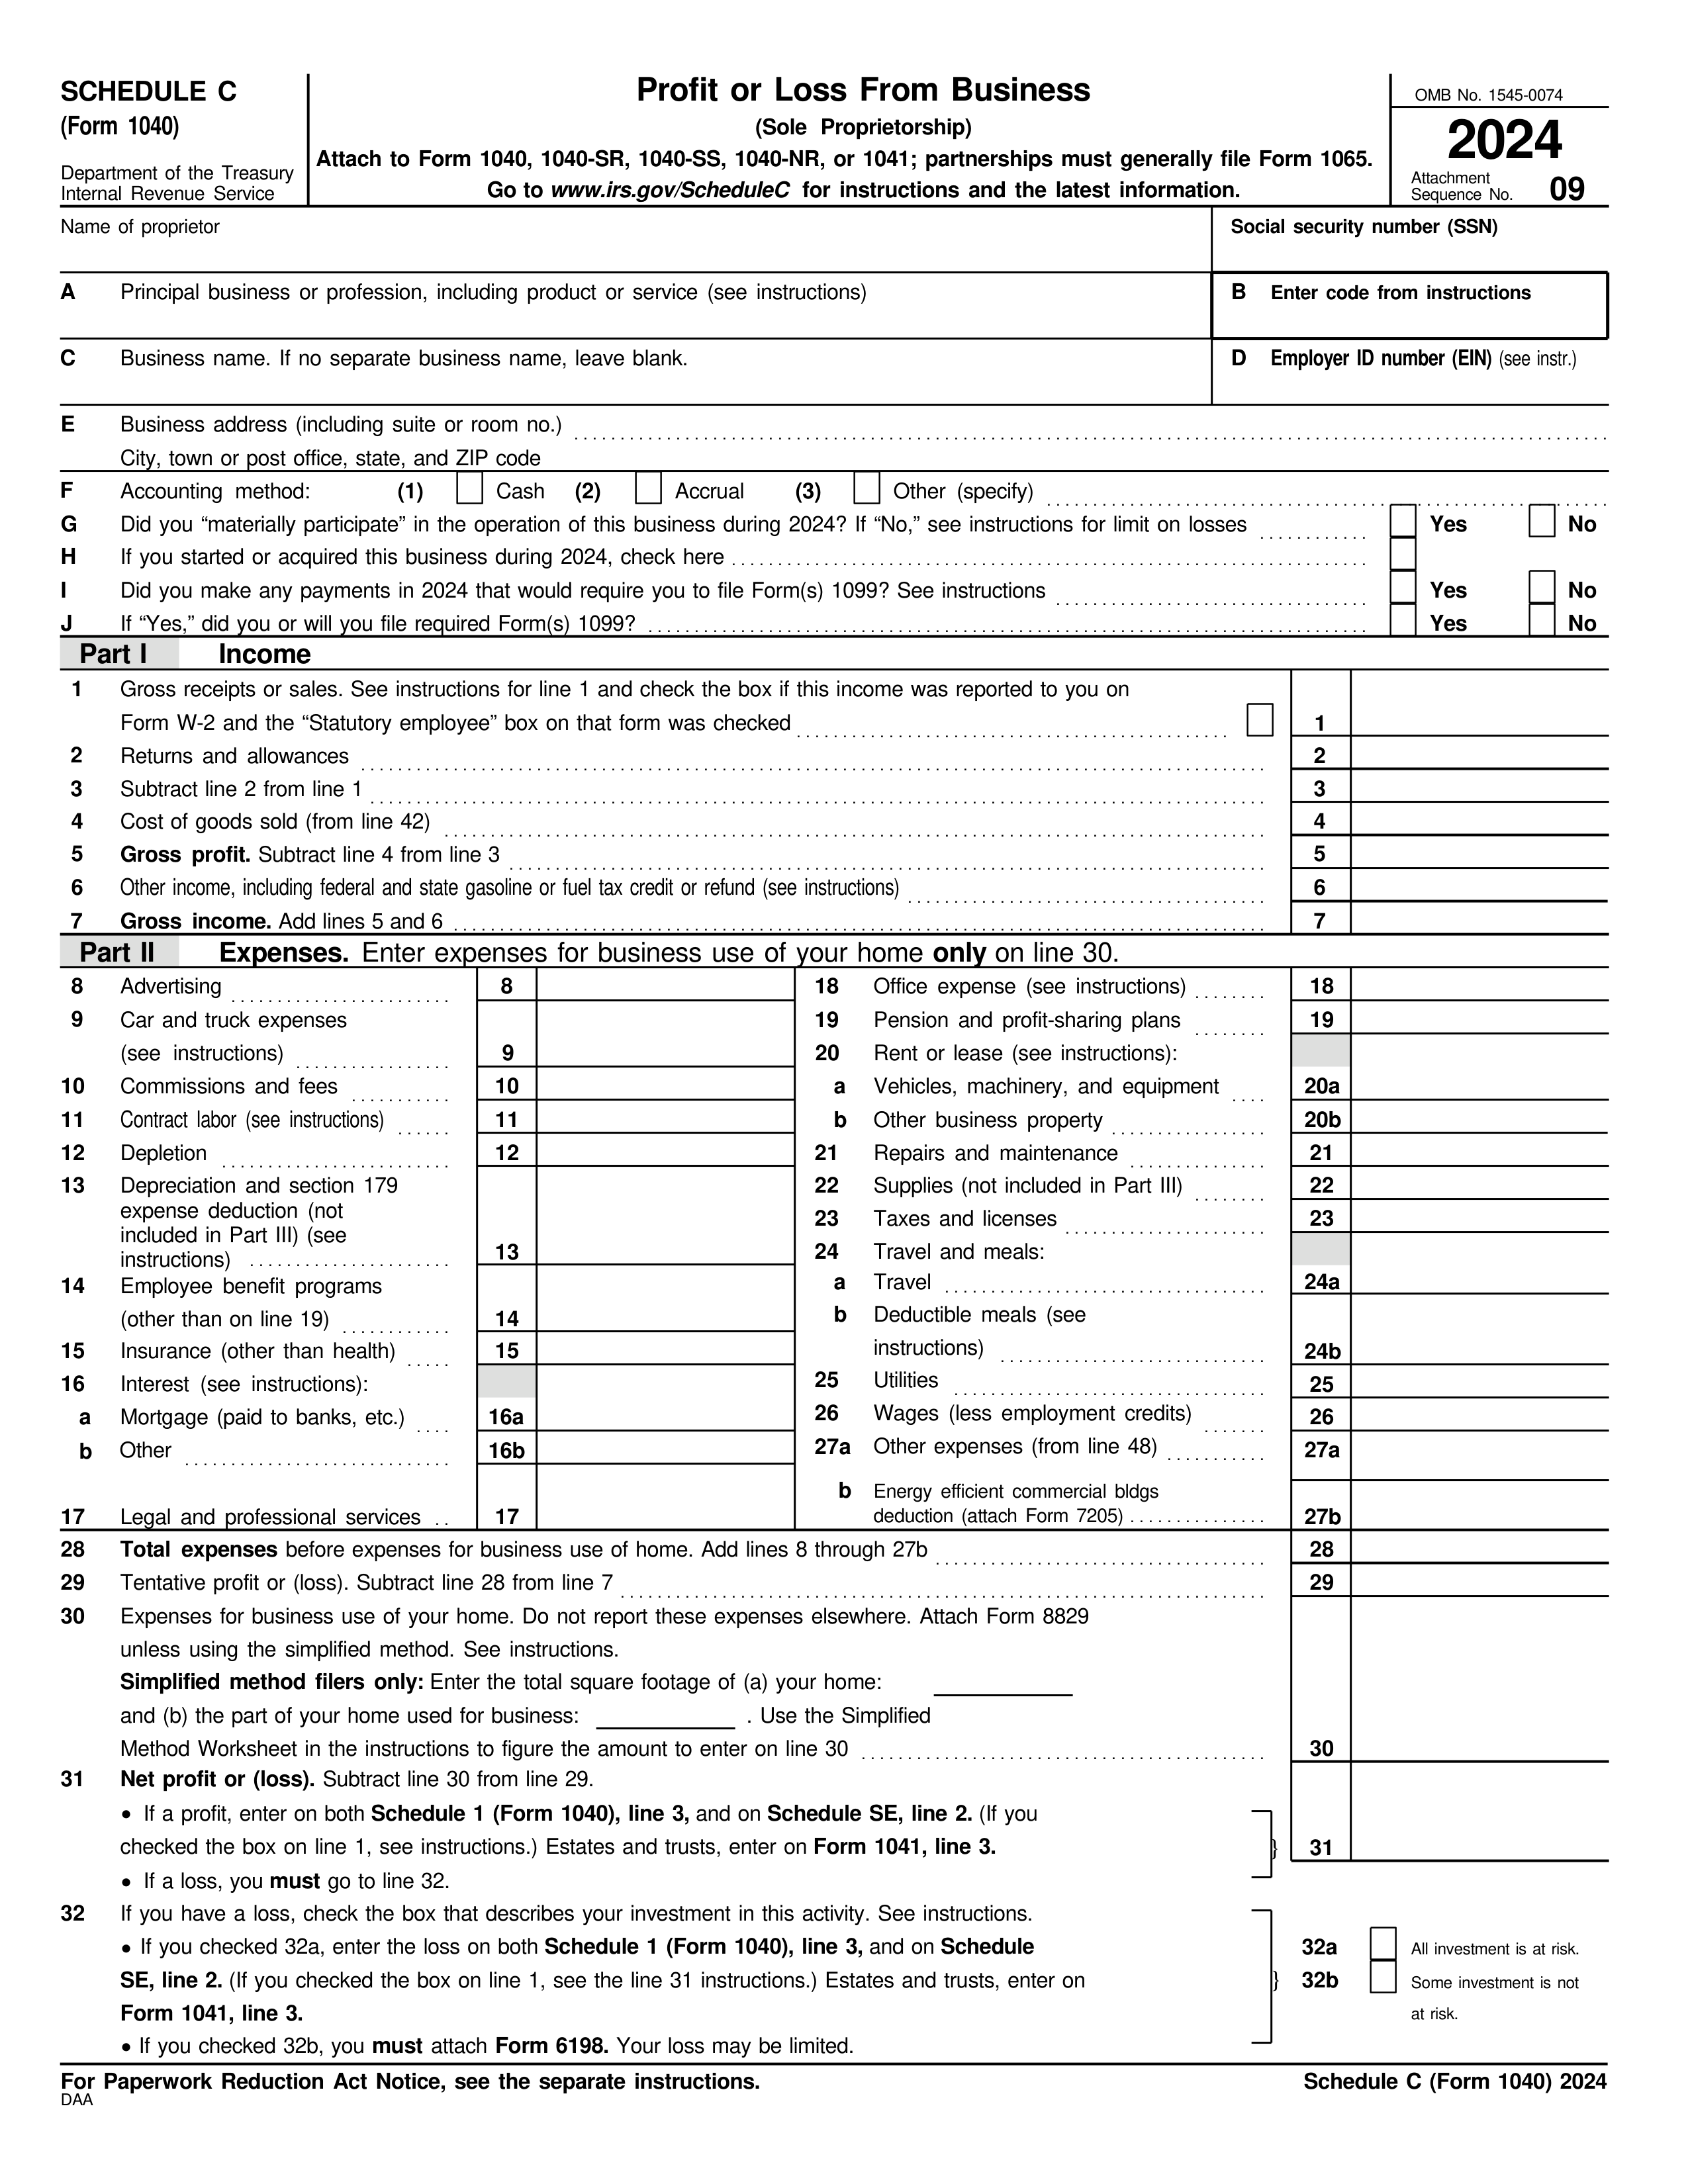 SCHEDULE C
(Form 1040)
Department of the Treasury
Internal Revenue Service
Profit or Loss From Business
(Sole Proprietorship)
Attach to Form 1040, 1040-SR, 1040-SS, 1040-NR, or 1041; partnerships must generally file Form 1065.
Go to www.irs.gov/ScheduleC for instructions and the latest information.
OMB No. 1545-0074
2024
Attachment
Sequence No. 09
Name of proprietor
Social security number (SSN)
A Principal business or profession, including product or service (see instructions)
B Enter code from instructions
C Business name. If no separate business name, leave blank.
D Employer ID number (EIN) (see instr.)
E Business address (including suite or room no.)
City, town or post office, state, and ZIP code
F Accounting method: (1) Cash (2) Accrual (3) Other (specify)
G Did you “materially participate” in the operation of this business during 2024? If “No,” see instructions for limit on losses Yes No
H If you started or acquired this business during 2024, check here
I Did you make any payments in 2024 that would require you to file Form(s) 1099? See instructions Yes No
J If “Yes,” did you or will you file required Form(s) 1099? Yes No
Part I Income
1 Gross receipts or sales. See instructions for line 1 and check the box if this income was reported to you on
Form W-2 and the “Statutory employee” box on that form was checked 1
2 Returns and allowances 2
3 Subtract line 2 from line 1 3
4 Cost of goods sold (from line 42) 4
5 Gross profit. Subtract line 4 from line 3 5
6 Other income, including federal and state gasoline or fuel tax credit or refund (see instructions) 6
7 Gross income. Add lines 5 and 6 7
Part II Expenses. Enter expenses for business use of your home only on line 30.
8 Advertising 8
9 Car and truck expenses
(see instructions) 9
10 Commissions and fees 10
11 Contract labor (see instructions) 11
12 Depletion 12
13 Depreciation and section 179
expense deduction (not
included in Part III) (see
instructions) 13
14 Employee benefit programs
(other than on line 19) 14
15 Insurance (other than health) 15
16 Interest (see instructions):
a Mortgage (paid to banks, etc.) 16a
b Other 16b
17 Legal and professional services 17
18 Office expense (see instructions) 18
19 Pension and profit-sharing plans 19
20 Rent or lease (see instructions):
a Vehicles, machinery, and equipment 20a
b Other business property 20b
21 Repairs and maintenance 21
22 Supplies (not included in Part III) 22
23 Taxes and licenses 23
24 Travel and meals:
a Travel 24a
b Deductible meals (see
instructions) 24b
25 Utilities 25
26 Wages (less employment credits) 26
27a Other expenses (from line 48) 27a
b Energy efficient commercial bldgs
deduction (attach Form 7205) 27b
28 Total expenses before expenses for business use of home. Add lines 8 through 27b 28
29 Tentative profit or (loss). Subtract line 28 from line 7 29
30 Expenses for business use of your home. Do not report these expenses elsewhere. Attach Form 8829
unless using the simplified method. See instructions.
Simplified method filers only: Enter the total square footage of (a) your home:
and (b) the part of your home used for business: . Use the Simplified
Method Worksheet in the instructions to figure the amount to enter on line 30 30
31 Net profit or (loss). Subtract line 30 from line 29.
• If a profit, enter on both Schedule 1 (Form 1040), line 3, and on Schedule SE, line 2. (If you
checked the box on line 1, see instructions.) Estates and trusts, enter on Form 1041, line 3. } 31
• If a loss, you must go to line 32.
32 If you have a loss, check the box that describes your investment in this activity. See instructions.
• If you checked 32a, enter the loss on both Schedule 1 (Form 1040), line 3, and on Schedule
SE, line 2. (If you checked the box on line 1, see the line 31 instructions.) Estates and trusts, enter on
Form 1041, line 3.
• If you checked 32b, you must attach Form 6198. Your loss may be limited.
32a All investment is at risk.
} 32b Some investment is not
at risk.
For Paperwork Reduction Act Notice, see the separate instructions.
Schedule C (Form 1040) 2024
DAA